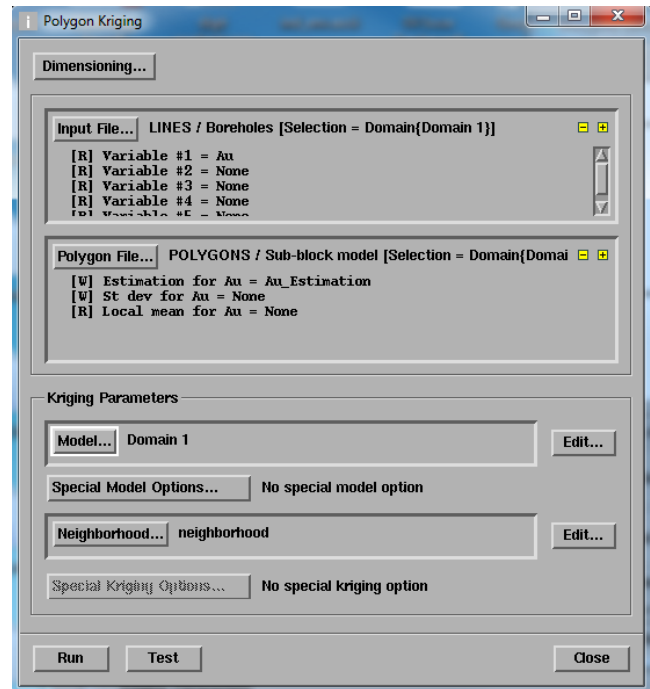 Polygon Kriging
Dimensioning...
Input File... LINES / Boreholes [Selection = Domain{Domain 1}]
[R] Variable #1 = Au
[R] Variable #2 = None
[R] Variable #3 = None
[R] Variable #4 = None
[R] Variable #5 = None
Polygon File... POLYGONS / Sub-block model [Selection = Domain{Domai
[W] Estimation for Au = Au_Estimation
[W] St dev for Au = None
[R] Local mean for Au = None
Kriging Parameters
Model... Domain 1 Edit...
Special Model Options... No special model option
Neighborhood... neighborhood Edit...
Special Kriging Options... No special kriging option
Run Test Close